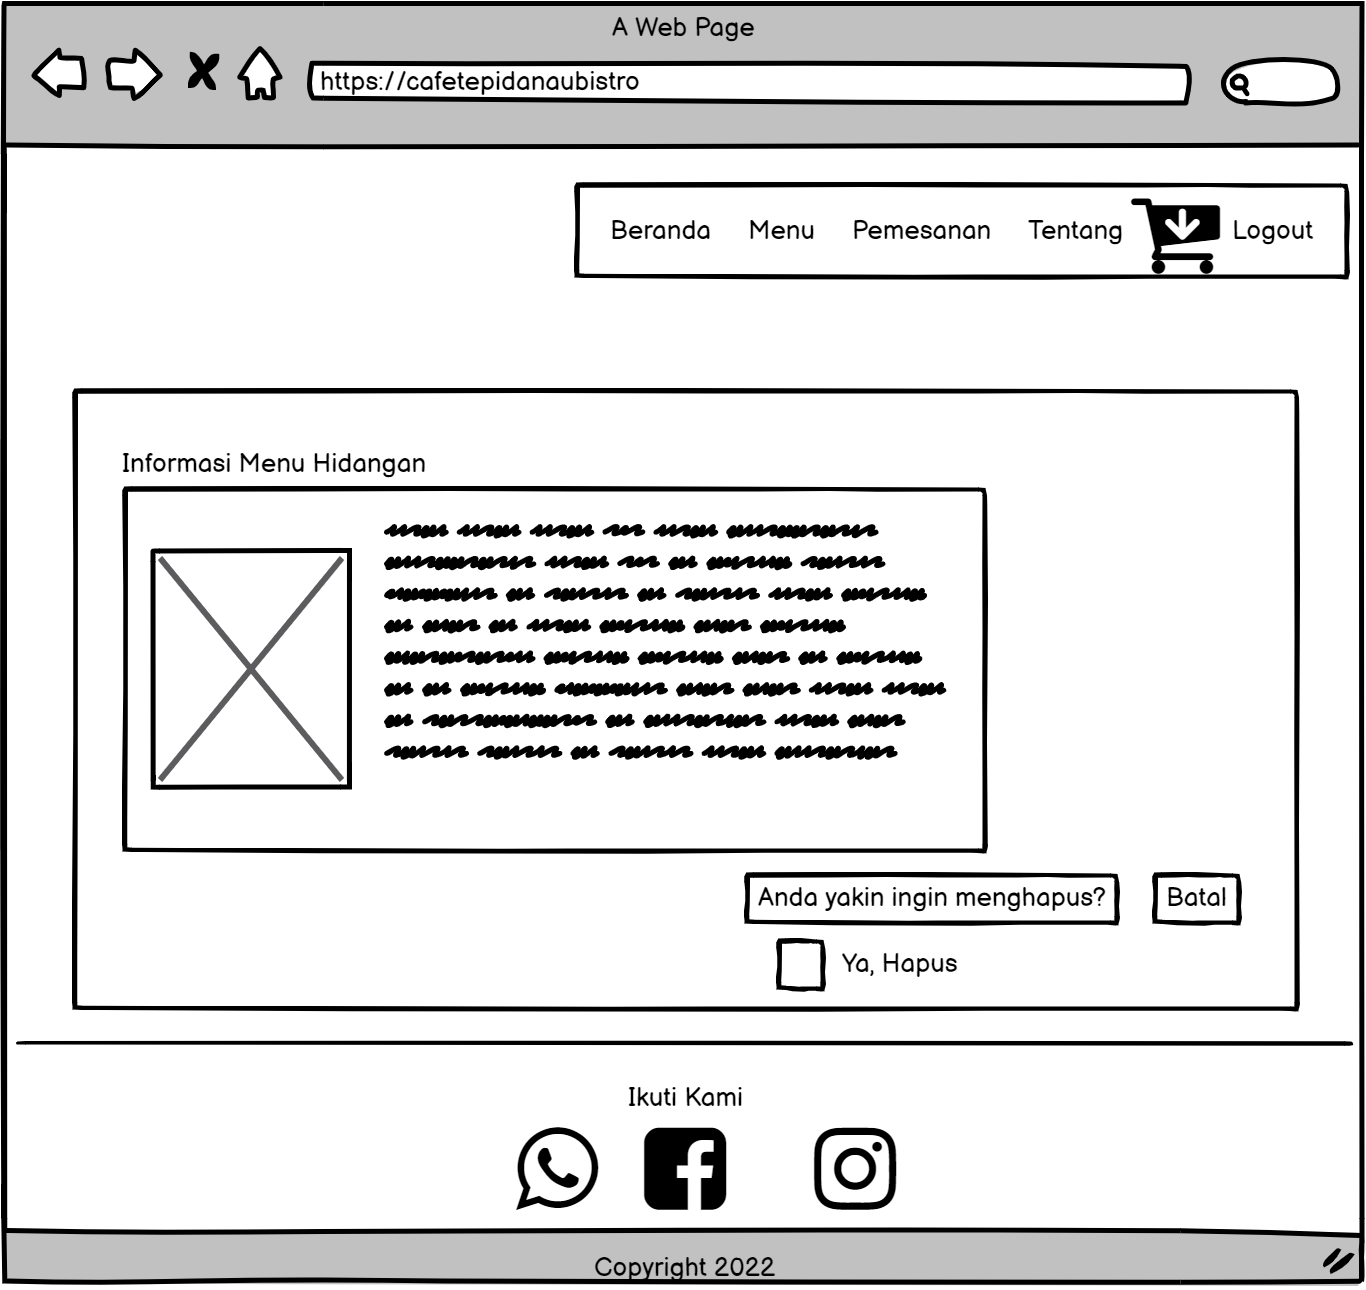 A Web Page
https://cafetepidanaubistro
Beranda Menu Pemesanan Tentang Logout
Informasi Menu Hidangan
Anda yakin ingin menghapus? Batal
Ya, Hapus
Ikuti Kami
Copyright 2022